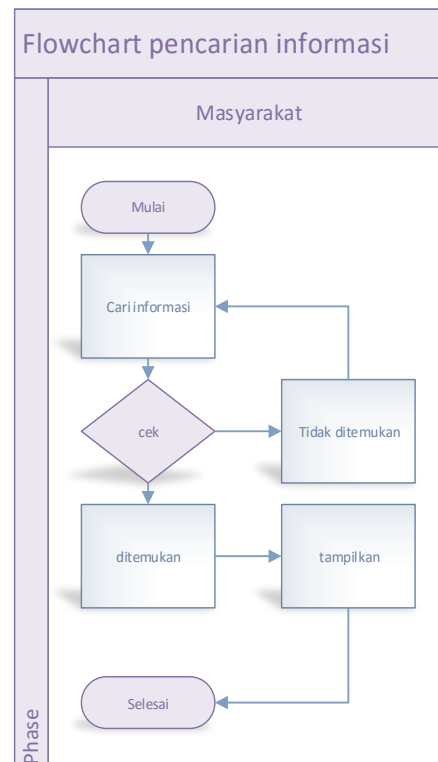 Flowchart pencarian informasi
Masyarakat
Mulai
Cari informasi
cek
Tidak ditemukan
ditemukan
tampilkan
Selesai
Phase